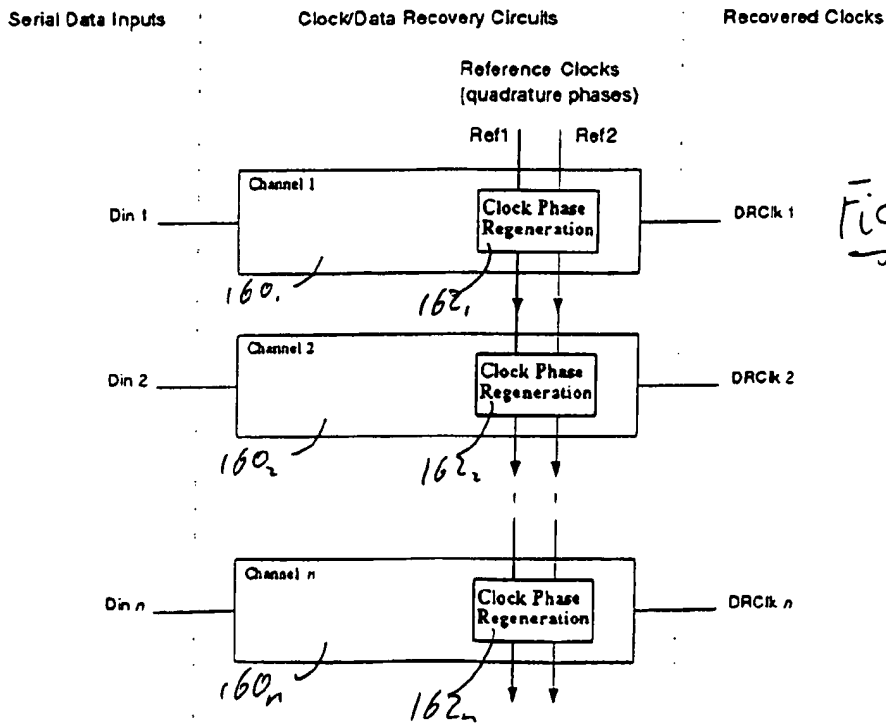 Serial Data Inputs
Clock/Data Recovery Circuits
Recovered Clocks
Reference Clocks
(quadrature phases)
Ref1
Ref2
Channel 1
Din 1
Clock Phase
Regeneration
DRClk 1
160₁
162₁
Channel 2
Din 2
Clock Phase
Regeneration
DRClk 2
160₂
162₂
Channel n
Din n
Clock Phase
Regeneration
DRClk n
160ₙ
162ₙ